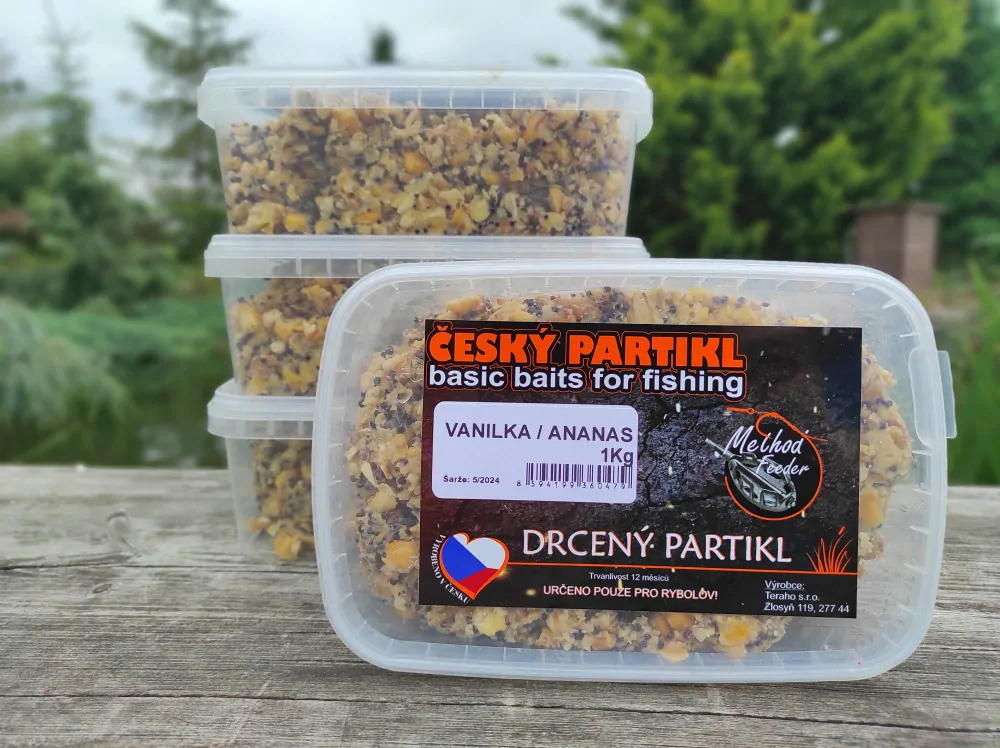 ČESKÝ PARTIKL
basic baits for fishing
VANILKA / ANANAS
1Kg
Šarže: 5/2024
8 594199 360479
Method
Feeder
DRCENÝ PARTIKL
VYROBENO V ČESKU
Trvanlivost 12 měsíců
URČENO POUZE PRO RYBOLOV!
Výrobce:
Teraho s.r.o.
Zlosyň 119, 277 44